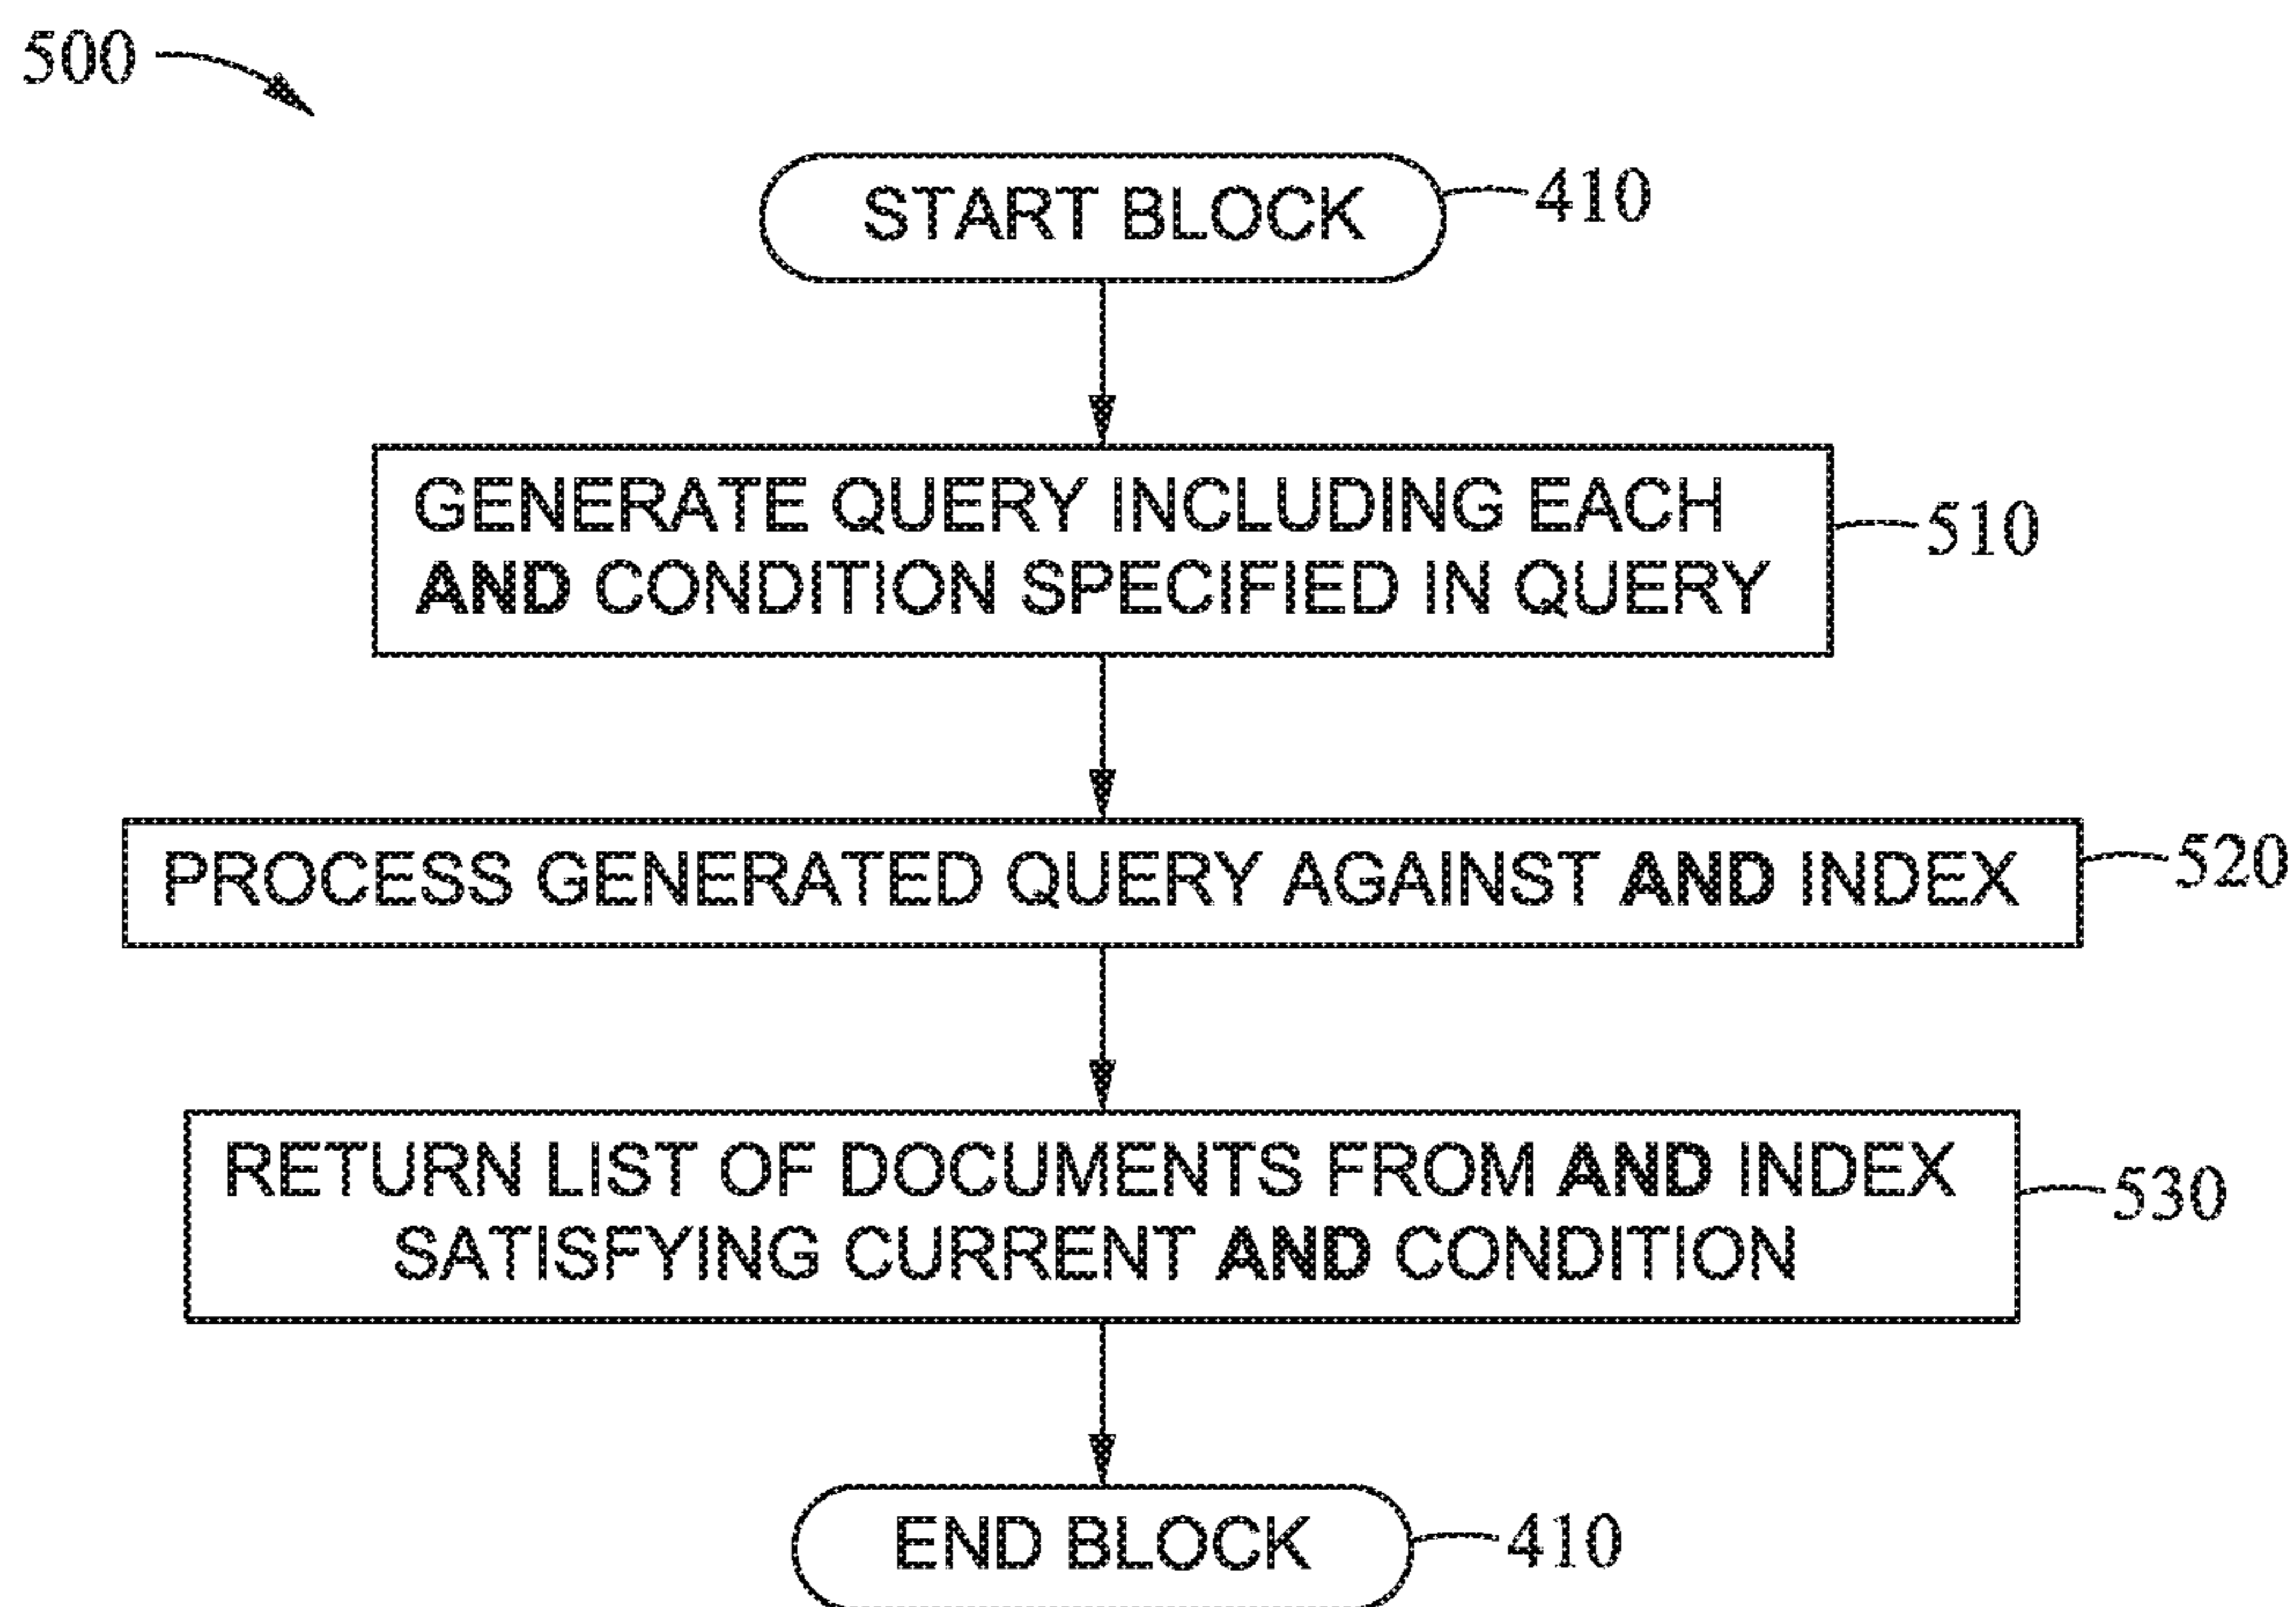 500
START BLOCK 410
GENERATE QUERY INCLUDING EACH
AND CONDITION SPECIFIED IN QUERY
510
PROCESS GENERATED QUERY AGAINST AND INDEX 520
RETURN LIST OF DOCUMENTS FROM AND INDEX
SATISFYING CURRENT AND CONDITION
530
END BLOCK 410